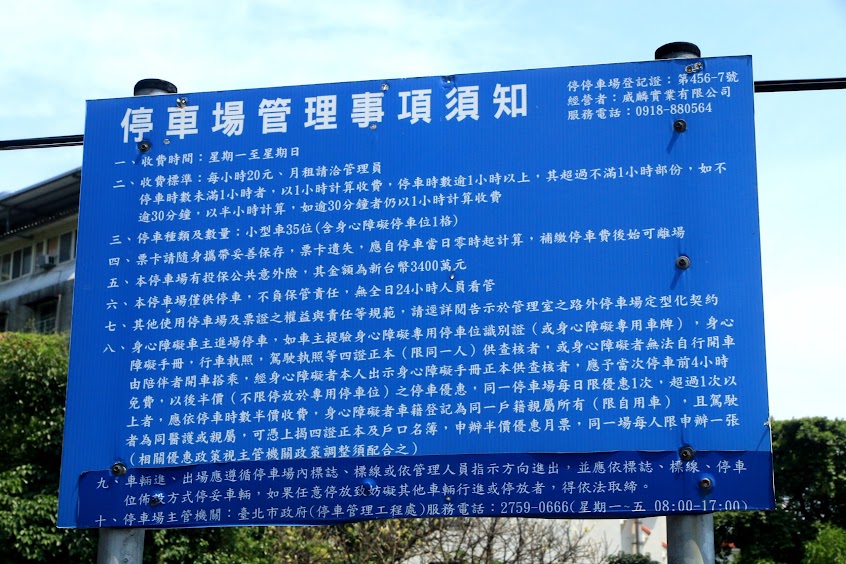 停車場管理事項須知
停停車場登記證：第456-7號
經營者：威麟實業有限公司
服務電話：0918-880564
一、收費時間：星期一至星期日
二、收費標準：每小時20元、月租請洽管理員
停車時數未滿1小時者，以1小時計算收費，停車時數逾1小時以上，其超過不滿1小時部份，如不
逾30分鐘，以半小時計算，如逾30分鐘者仍以1小時計算收費
三、停車種類及數量：小型車35位(含身心障礙停車位1格)
四、票卡請隨身攜帶妥善保存，票卡遺失，應自停車當日零時起計算，補繳停車費後始可離場
五、本停車場有投保公共意外險，其金額為新台幣3400萬元
六、本停車場僅供停車，不負保管責任，無全日24小時人員看管
七、其他使用停車場及票證之權益與責任等規範，請逕詳閱告示於管理室之路外停車場定型化契約
八、身心障礙車主進場停車，如車主提驗身心障礙專用停車位識別證（或身心障礙專用車牌），身心
障礙手冊，行車執照，駕駛執照等四證正本（限同一人）供查核者，或身心障礙者無法自行開車
由陪伴者開車搭乘，經身心障礙者本人出示身心障礙手冊正本供查核者，應予當次停車前4小時
免費，以後半價（不限停放於專用停車位）之停車優惠，同一停車場每日限優惠1次，超過1次以
上者，應依停車時數半價收費，身心障礙者車籍登記為同一戶籍親屬所有（限自用車），且駕駛
者為同醫護或親屬，可憑上揭四證正本及戶口名簿，申辦半價優惠月票，同一場每人限申辦一張
（相關優惠政策視主管機關政策調整須配合之）
九、車輛進、出場應遵循停車場內標誌、標線或依管理人員指示方向進出，並應依標誌、標線、停車
位佈設方式停妥車輛，如果任意停放致妨礙其他車輛行進或停放者，得依法取締。
十、停車場主管機關：臺北市政府(停車管理工程處)服務電話：2759-0666(星期一~五 08:00-17:00)